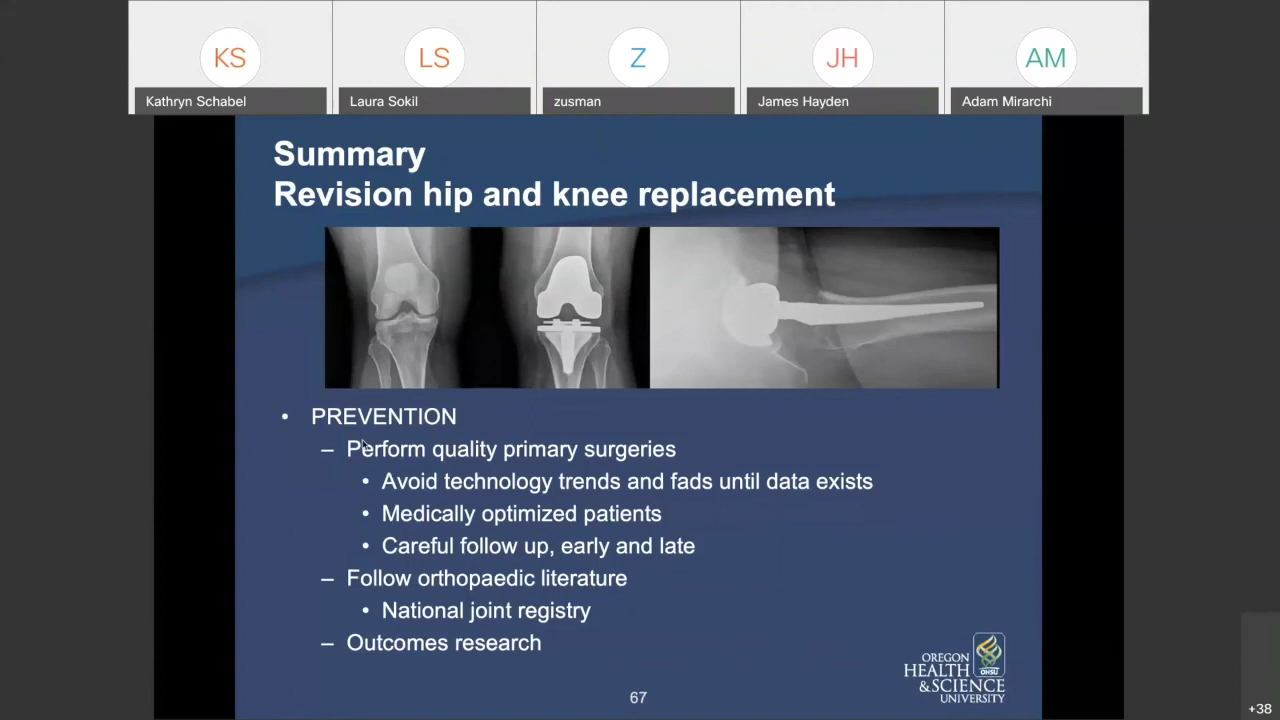 KS
LS
Z
JH
AM
Kathryn Schabel
Laura Sokil
zusman
James Hayden
Adam Mirarchi
Summary
Revision hip and knee replacement
• PREVENTION
– Perform quality primary surgeries
• Avoid technology trends and fads until data exists
• Medically optimized patients
• Careful follow up, early and late
– Follow orthopaedic literature
• National joint registry
– Outcomes research
OREGON
HEALTH
OHSU
& SCIENCE
UNIVERSITY
67
+38